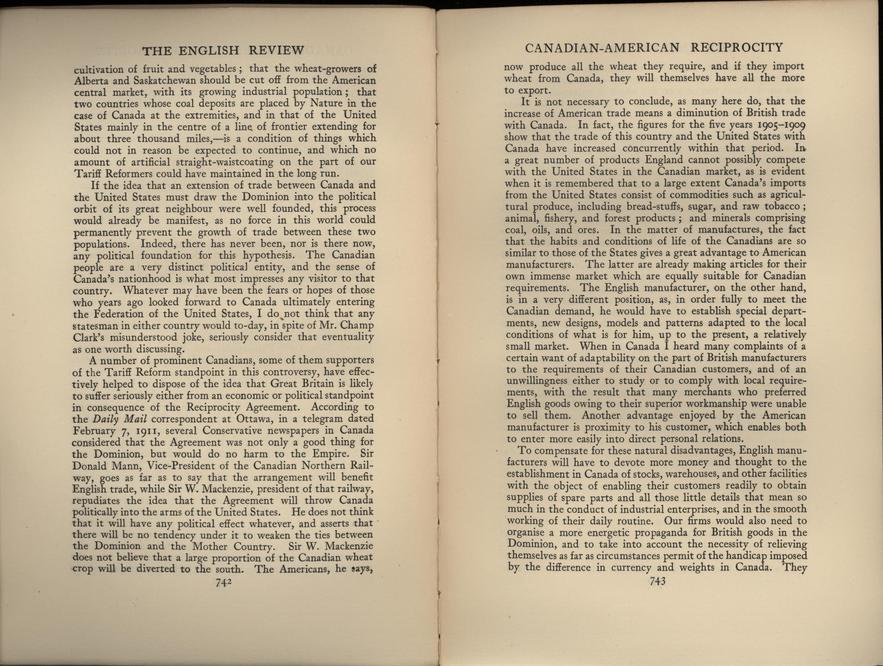 THE ENGLISH REVIEW
cultivation of fruit and vegetables; that the wheat-growers of
Alberta and Saskatchewan should be cut off from the American
central market, with its growing industrial population; that
two countries whose coal deposits are placed by Nature in the
case of Canada at the extremities, and in that of the United
States mainly in the centre of a line of frontier extending for
about three thousand miles,—is a condition of things which
could not in reason be expected to continue, and which no
amount of artificial straight-waistcoating on the part of our
Tariff Reformers could have maintained in the long run.
If the idea that an extension of trade between Canada and
the United States must draw the Dominion into the political
orbit of its great neighbour were well founded, this process
would already be manifest, as no force in this world could
permanently prevent the growth of trade between these two
populations. Indeed, there has never been, nor is there now,
any political foundation for this hypothesis. The Canadian
people are a very distinct political entity, and the sense of
Canada's nationhood is what most impresses any visitor to that
country. Whatever may have been the fears or hopes of those
who years ago looked forward to Canada ultimately entering
the Federation of the United States, I do not think that any
statesman in either country would to-day, in spite of Mr. Champ
Clark's misunderstood joke, seriously consider that eventuality
as one worth discussing.
A number of prominent Canadians, some of them supporters
of the Tariff Reform standpoint in this controversy, have effec-
tively helped to dispose of the idea that Great Britain is likely
to suffer seriously either from an economic or political standpoint
in consequence of the Reciprocity Agreement. According to
the Daily Mail correspondent at Ottawa, in a telegram dated
February 7, 1911, several Conservative newspapers in Canada
considered that the Agreement was not only a good thing for
the Dominion, but would do no harm to the Empire. Sir
Donald Mann, Vice-President of the Canadian Northern Rail-
way, goes as far as to say that the arrangement will benefit
English trade, while Sir W. Mackenzie, president of that railway,
repudiates the idea that the Agreement will throw Canada
politically into the arms of the United States. He does not think
that it will have any political effect whatever, and asserts that
there will be no tendency under it to weaken the ties between
the Dominion and the Mother Country. Sir W. Mackenzie
does not believe that a large proportion of the Canadian wheat
crop will be diverted to the south. The Americans, he says,
742
CANADIAN-AMERICAN RECIPROCITY
now produce all the wheat they require, and if they import
wheat from Canada, they will themselves have all the more
to export.
It is not necessary to conclude, as many here do, that the
increase of American trade means a diminution of British trade
with Canada. In fact, the figures for the five years 1905-1909
show that the trade of this country and the United States with
Canada have increased concurrently within that period. In
a great number of products England cannot possibly compete
with the United States in the Canadian market, as is evident
when it is remembered that to a large extent Canada's imports
from the United States consist of commodities such as agricul-
tural produce, including bread-stuffs, sugar, and raw tobacco;
animal, fishery, and forest products; and minerals comprising
coal, oils, and ores. In the matter of manufactures, the fact
that the habits and conditions of life of the Canadians are so
similar to those of the States gives a great advantage to American
manufacturers. The latter are already making articles for their
own immense market which are equally suitable for Canadian
requirements. The English manufacturer, on the other hand,
is in a very different position, as, in order fully to meet the
Canadian demand, he would have to establish special depart-
ments, new designs, models and patterns adapted to the local
conditions of what is for him, up to the present, a relatively
small market. When in Canada I heard many complaints of a
certain want of adaptability on the part of British manufacturers
to the requirements of their Canadian customers, and of an
unwillingness either to study or to comply with local require-
ments, with the result that many merchants who preferred
English goods owing to their superior workmanship were unable
to sell them. Another advantage enjoyed by the American
manufacturer is proximity to his customer, which enables both
to enter more easily into direct personal relations.
To compensate for these natural disadvantages, English manu-
facturers will have to devote more money and thought to the
establishment in Canada of stocks, warehouses, and other facilities
with the object of enabling their customers readily to obtain
supplies of spare parts and all those little details that mean so
much in the conduct of industrial enterprises, and in the smooth
working of their daily routine. Our firms would also need to
organise a more energetic propaganda for British goods in the
Dominion, and to take into account the necessity of relieving
themselves as far as circumstances permit of the handicap imposed
by the difference in currency and weights in Canada. They
743